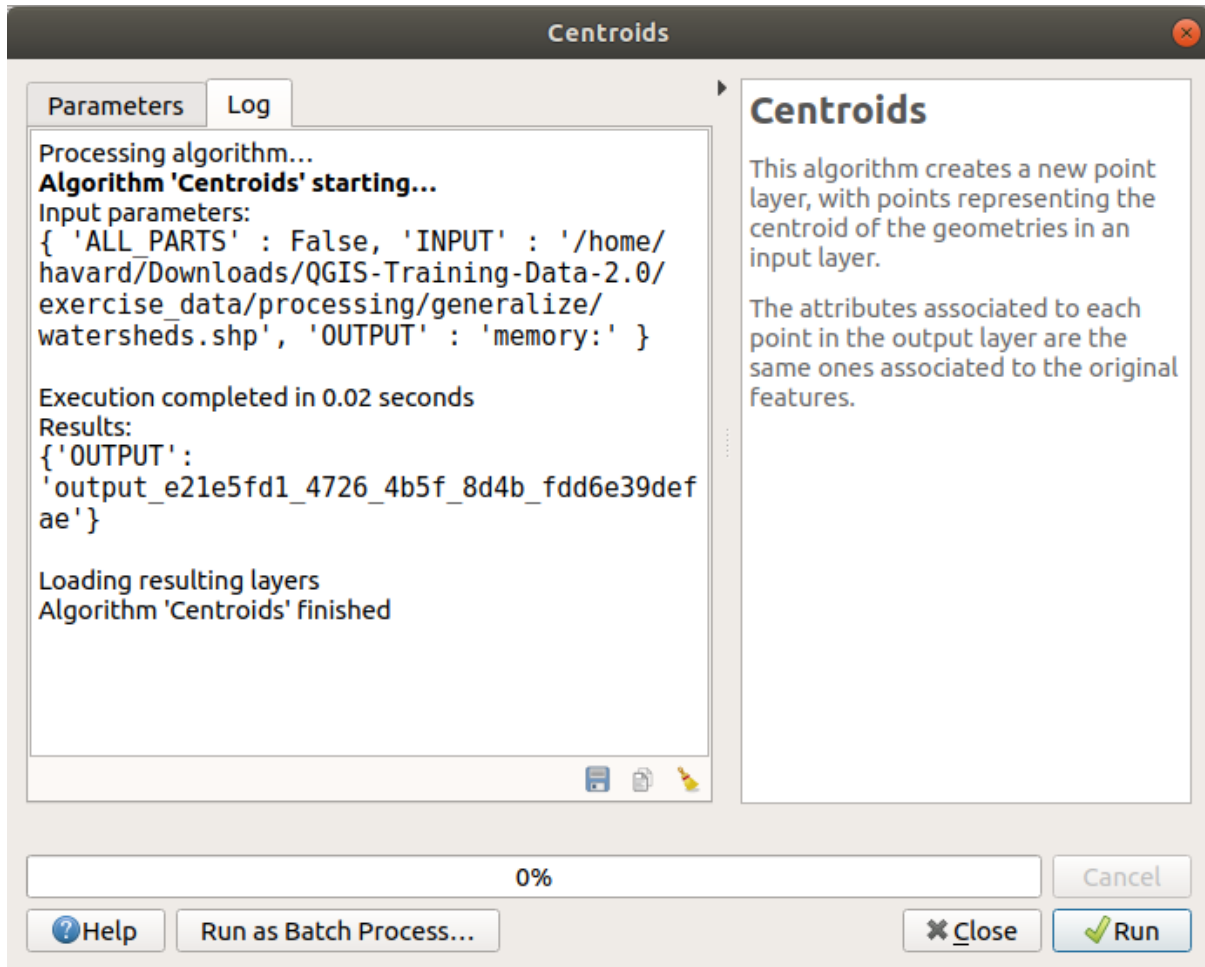 Centroids
Parameters
Log
Processing algorithm…
Algorithm 'Centroids' starting…
Input parameters:
{ 'ALL_PARTS' : False, 'INPUT' : '/home/
havard/Downloads/QGIS-Training-Data-2.0/
exercise_data/processing/generalize/
watersheds.shp', 'OUTPUT' : 'memory:' }
Execution completed in 0.02 seconds
Results:
{'OUTPUT':
'output_e21e5fd1_4726_4b5f_8d4b_fdd6e39def
ae'}
Loading resulting layers
Algorithm 'Centroids' finished
Centroids
This algorithm creates a new point
layer, with points representing the
centroid of the geometries in an
input layer.
The attributes associated to each
point in the output layer are the
same ones associated to the original
features.
0%
Cancel
Help
Run as Batch Process…
Close
Run